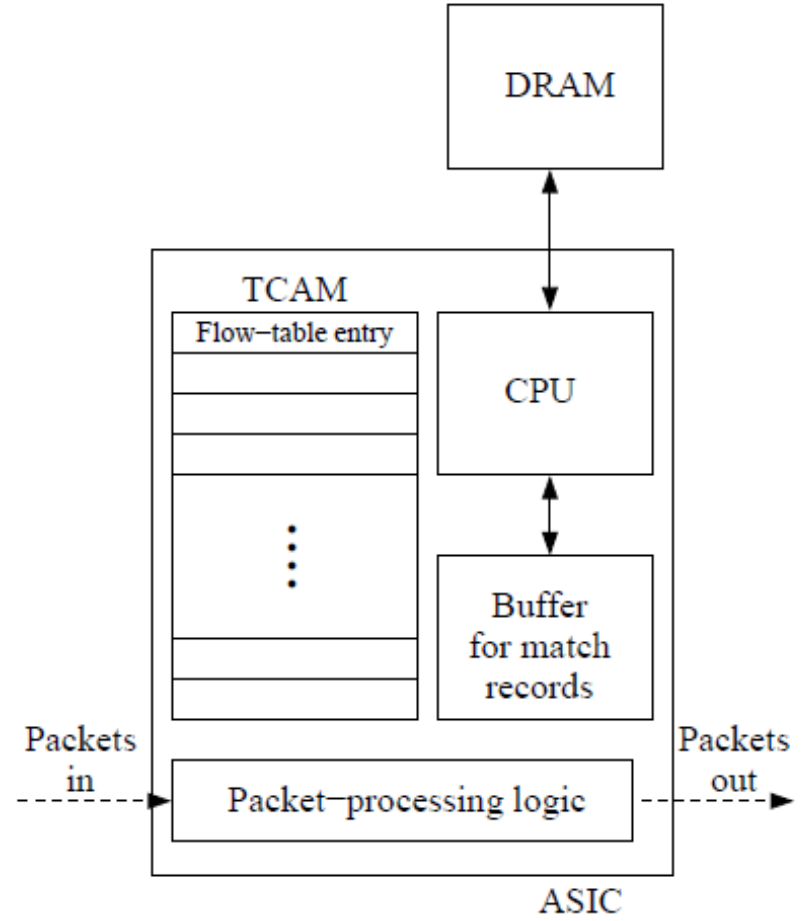 DRAM
TCAM
Flow−table entry
CPU
Buffer
for match
records
Packets
in
Packet−processing logic
Packets
out
ASIC